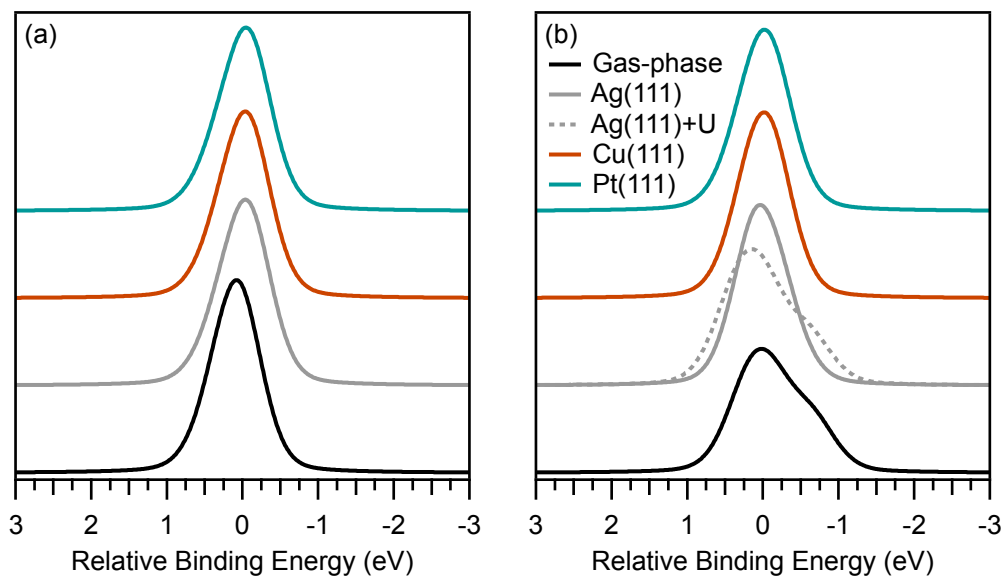 (a)
(b)
Gas-phase
Ag(111)
Ag(111)+U
Cu(111)
Pt(111)
3 2 1 0 -1 -2 -3
3 2 1 0 -1 -2 -3
Relative Binding Energy (eV)
Relative Binding Energy (eV)